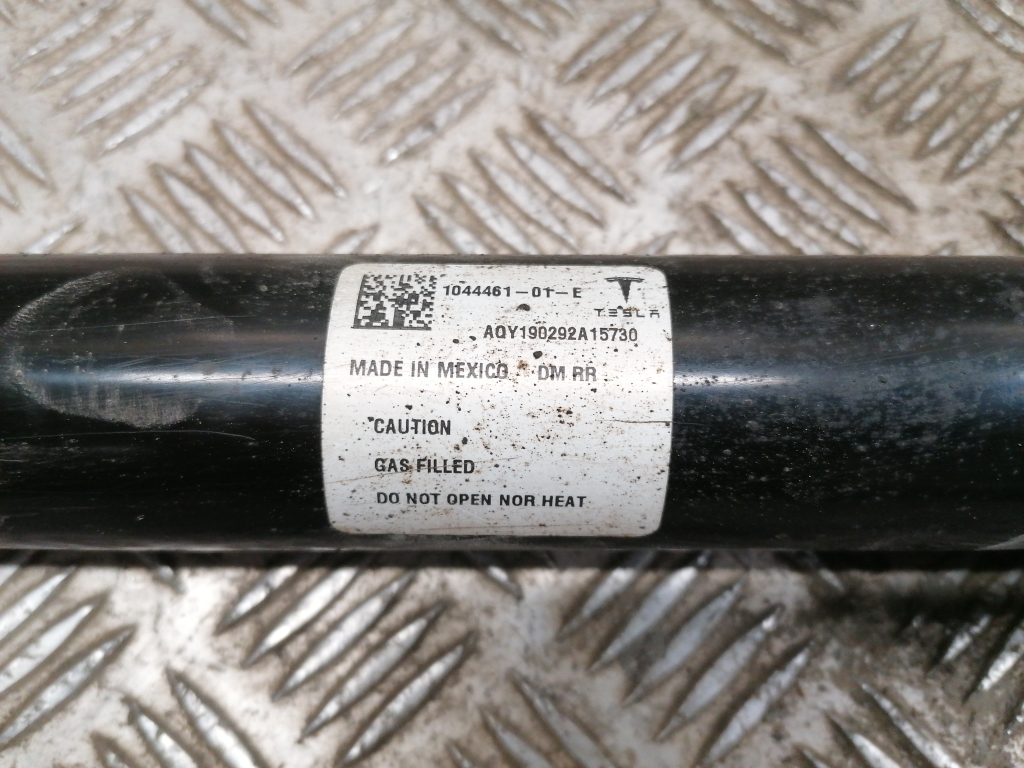 1044461-01-E
TESLA
AQY190292A15730
MADE IN MEXICO DM RR
CAUTION
GAS FILLED
DO NOT OPEN NOR HEAT